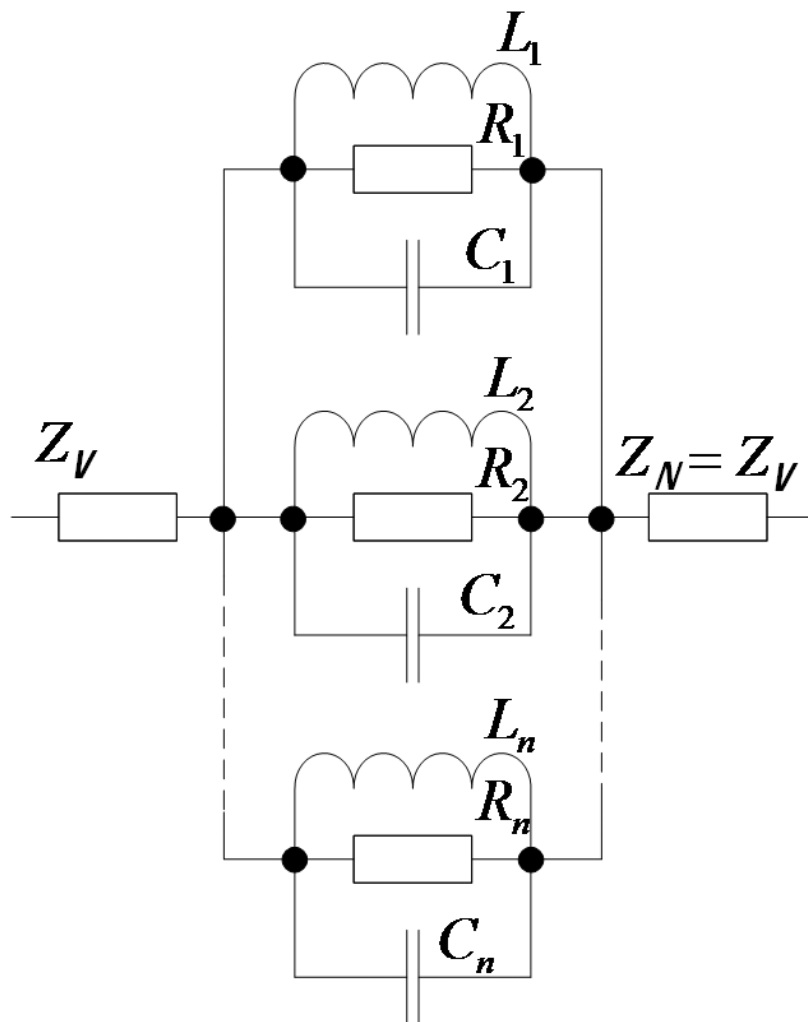 L₁
R₁
C₁
L₂
Z_V
R₂
Z_N = Z_V
C₂
Lₙ
Rₙ
Cₙ